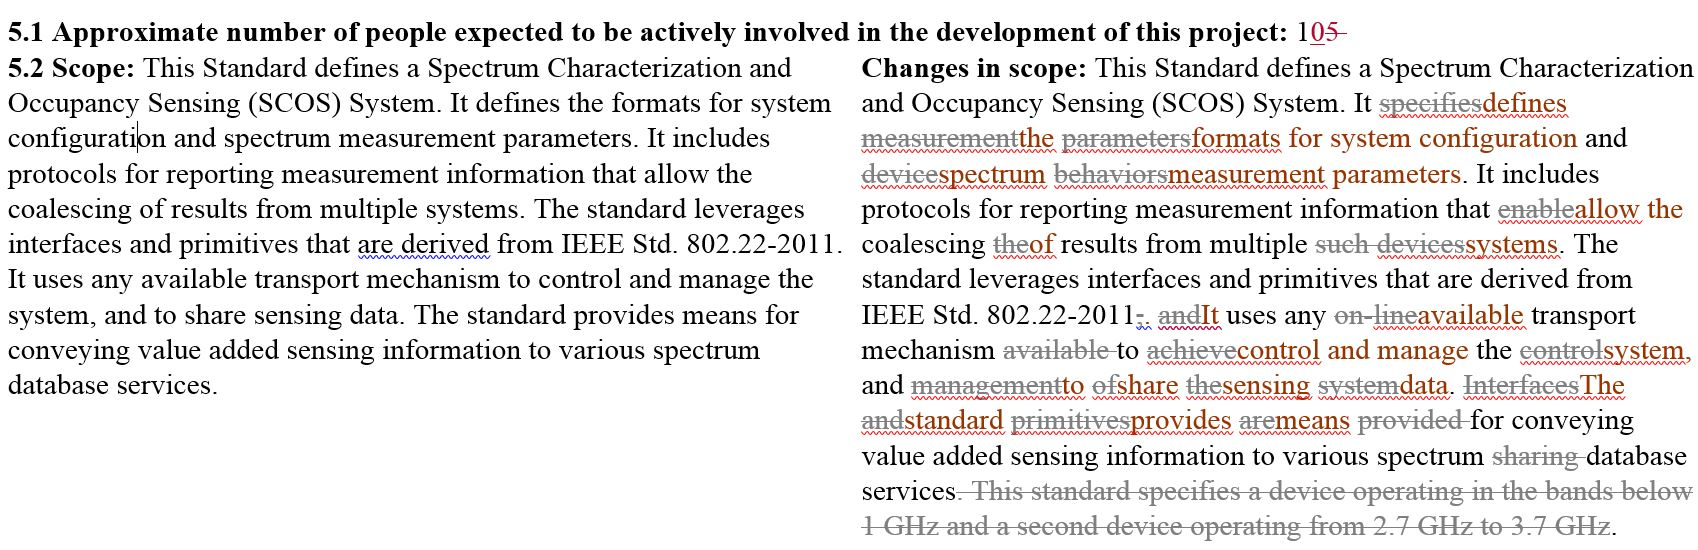 5.1 Approximate number of people expected to be actively involved in the development of this project: 105
5.2 Scope: This Standard defines a Spectrum Characterization and
Occupancy Sensing (SCOS) System. It defines the formats for system
configuration and spectrum measurement parameters. It includes
protocols for reporting measurement information that allow the
coalescing of results from multiple systems. The standard leverages
interfaces and primitives that are derived from IEEE Std. 802.22-2011.
It uses any available transport mechanism to control and manage the
system, and to share sensing data. The standard provides means for
conveying value added sensing information to various spectrum
database services.
Changes in scope: This Standard defines a Spectrum Characterization
and Occupancy Sensing (SCOS) System. It specifiesdefines
measurementthe parametersformats for system configuration and
devicespectrum behaviorsmeasurement parameters. It includes
protocols for reporting measurement information that enableallow the
coalescing theof results from multiple such devicessystems. The
standard leverages interfaces and primitives that are derived from
IEEE Std. 802.22-2011,. andIt uses any on-lineavailable transport
mechanism available to achievecontrol and manage the controlsystem,
and managementto ofshare thesensing systemdata. InterfacesThe
andstandard primitivesprovides aremeans provided for conveying
value added sensing information to various spectrum sharing database
services. This standard specifies a device operating in the bands below
1 GHz and a second device operating from 2.7 GHz to 3.7 GHz.